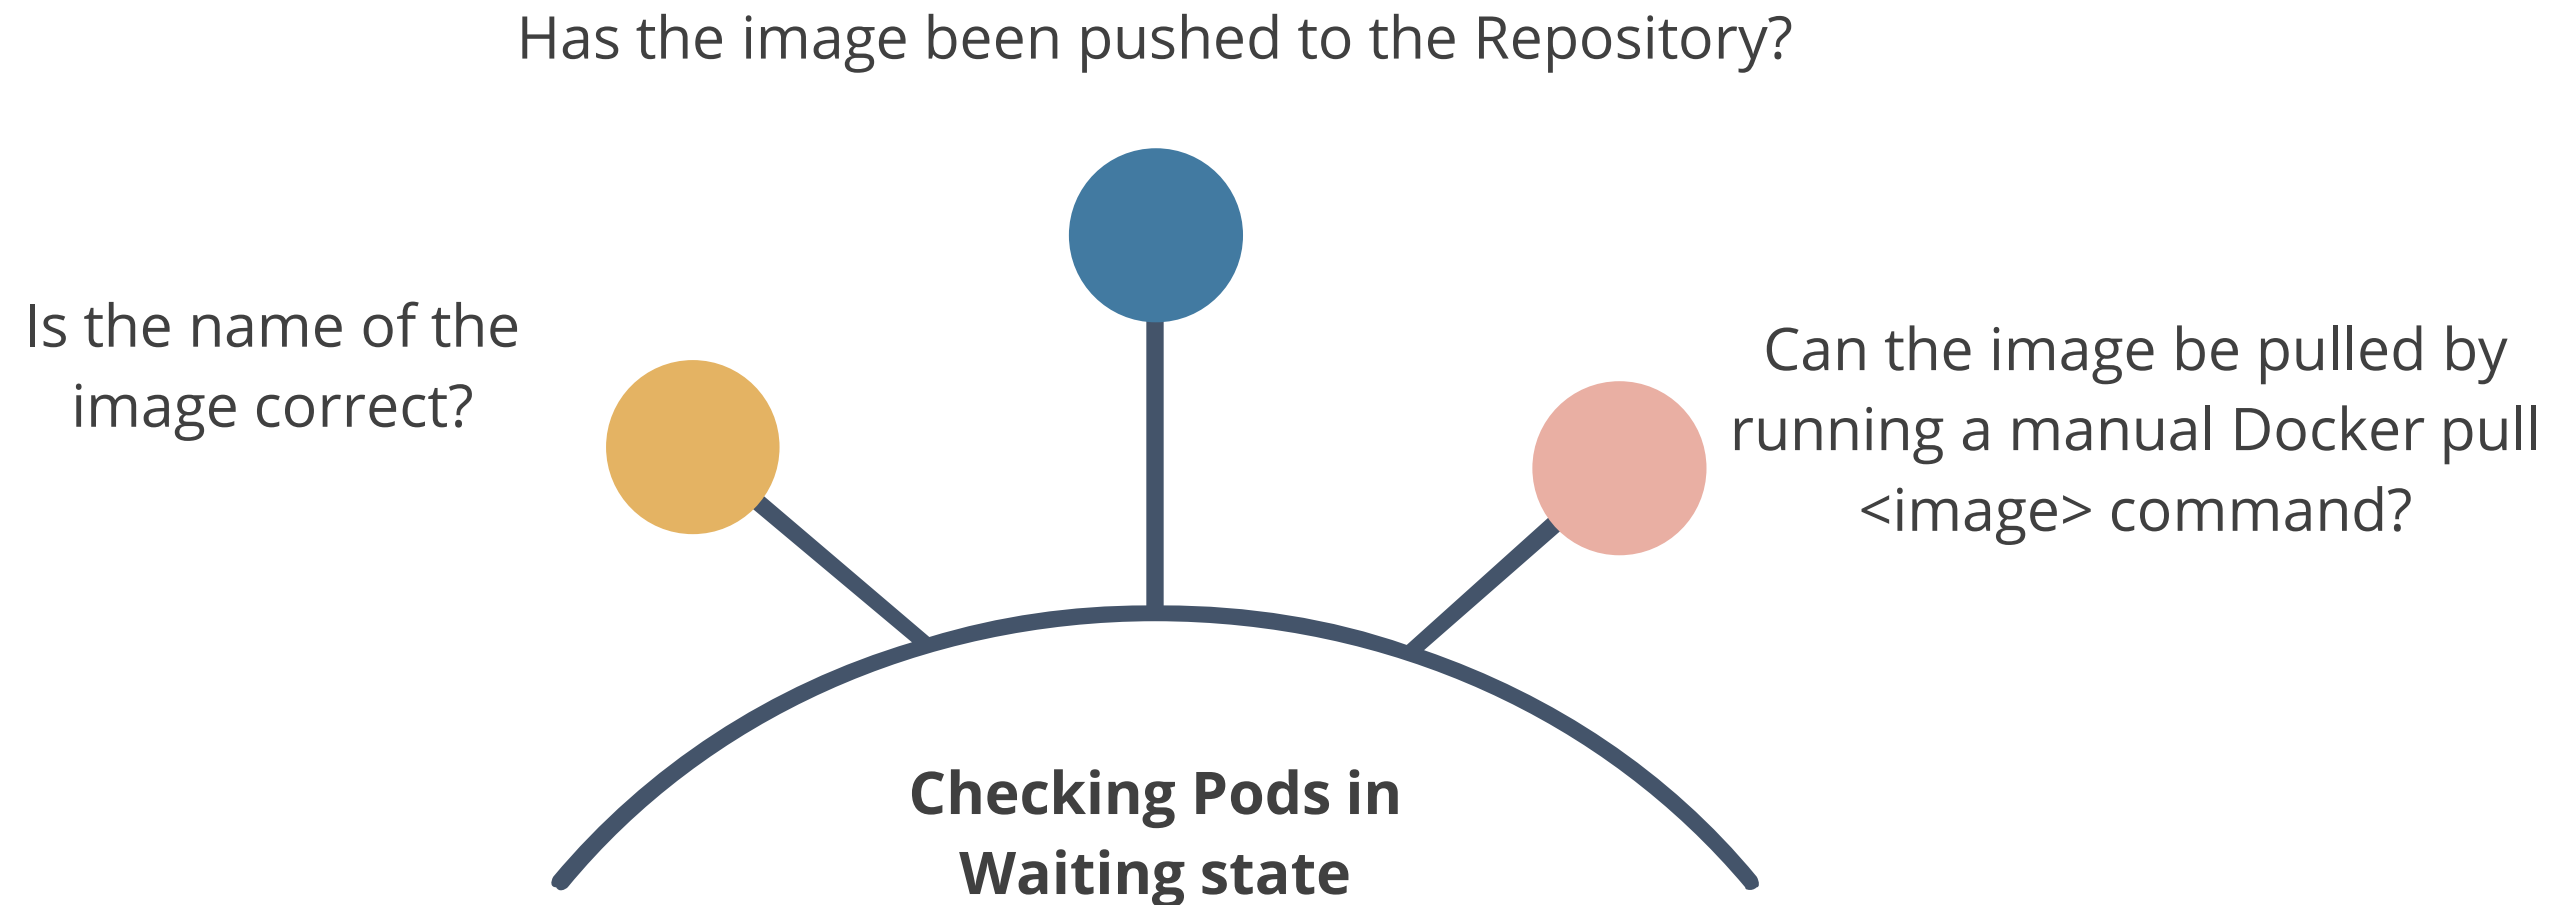 Has the image been pushed to the Repository?
Is the name of the
image correct?
Can the image be pulled by
running a manual Docker pull
<image> command?
Checking Pods in
Waiting state